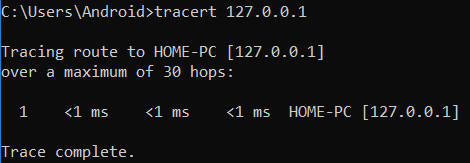 C:\Users\Android>tracert 127.0.0.1
Tracing route to HOME-PC [127.0.0.1]
over a maximum of 30 hops:
1 <1 ms <1 ms <1 ms HOME-PC [127.0.0.1]
Trace complete.